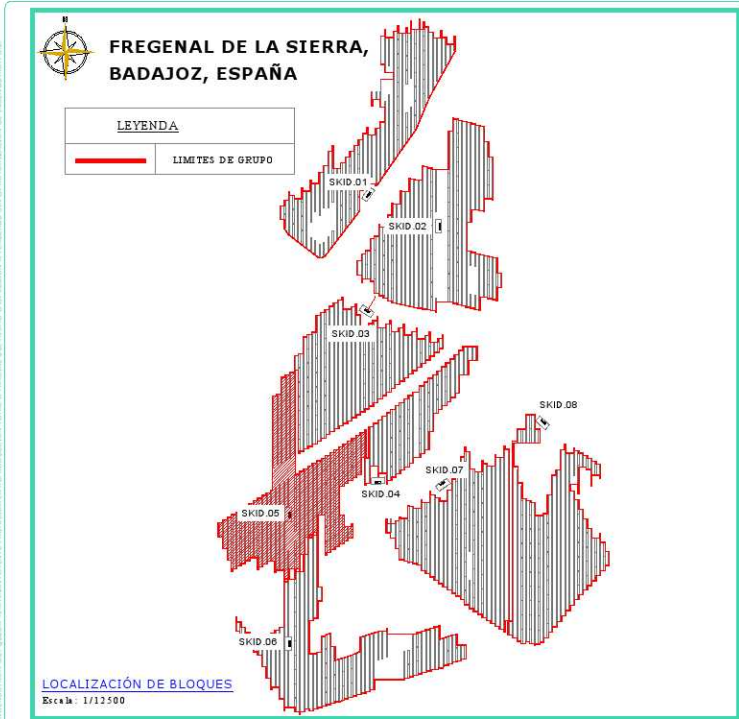 N
FREGENAL DE LA SIERRA,
BADAJOZ, ESPAÑA
LEYENDA
LIMITES DE GRUPO
SKID.01
SKID.02
SKID.03
SKID.08
SKID.07
SKID.04
SKID.05
SKID.06
LOCALIZACIÓN DE BLOQUES
Escala: 1/12500